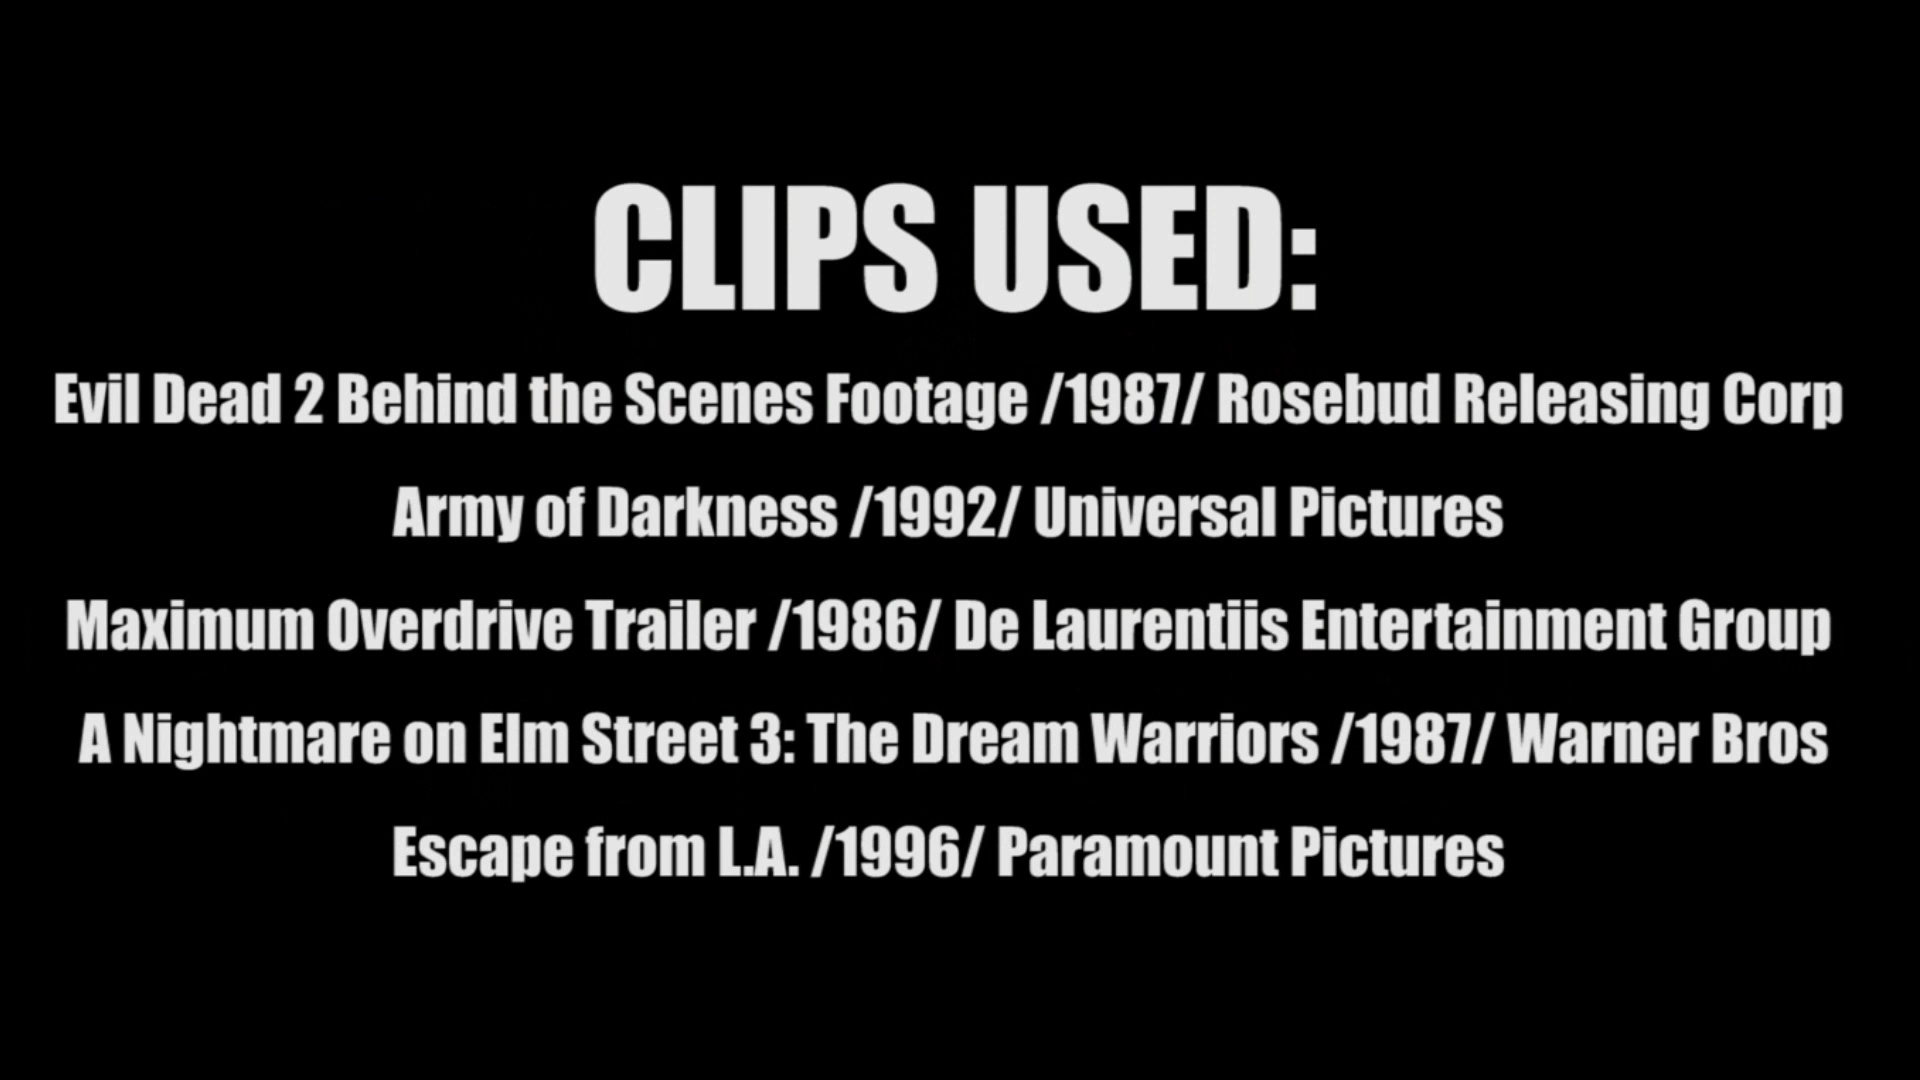 CLIPS USED:
Evil Dead 2 Behind the Scenes Footage /1987/ Rosebud Releasing Corp
Army of Darkness /1992/ Universal Pictures
Maximum Overdrive Trailer /1986/ De Laurentiis Entertainment Group
A Nightmare on Elm Street 3: The Dream Warriors /1987/ Warner Bros
Escape from L.A. /1996/ Paramount Pictures